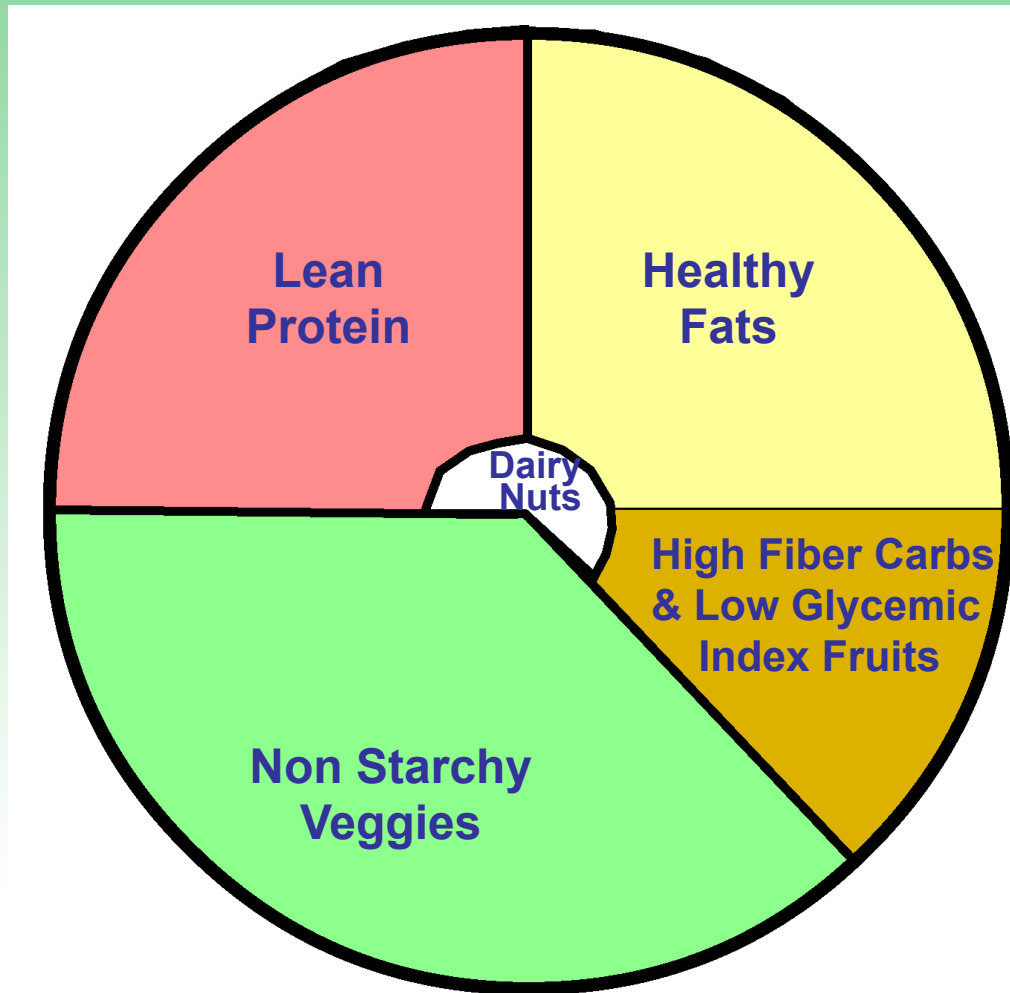 Lean
Protein
Healthy
Fats
Dairy
Nuts
High Fiber Carbs
& Low Glycemic
Index Fruits
Non Starchy
Veggies